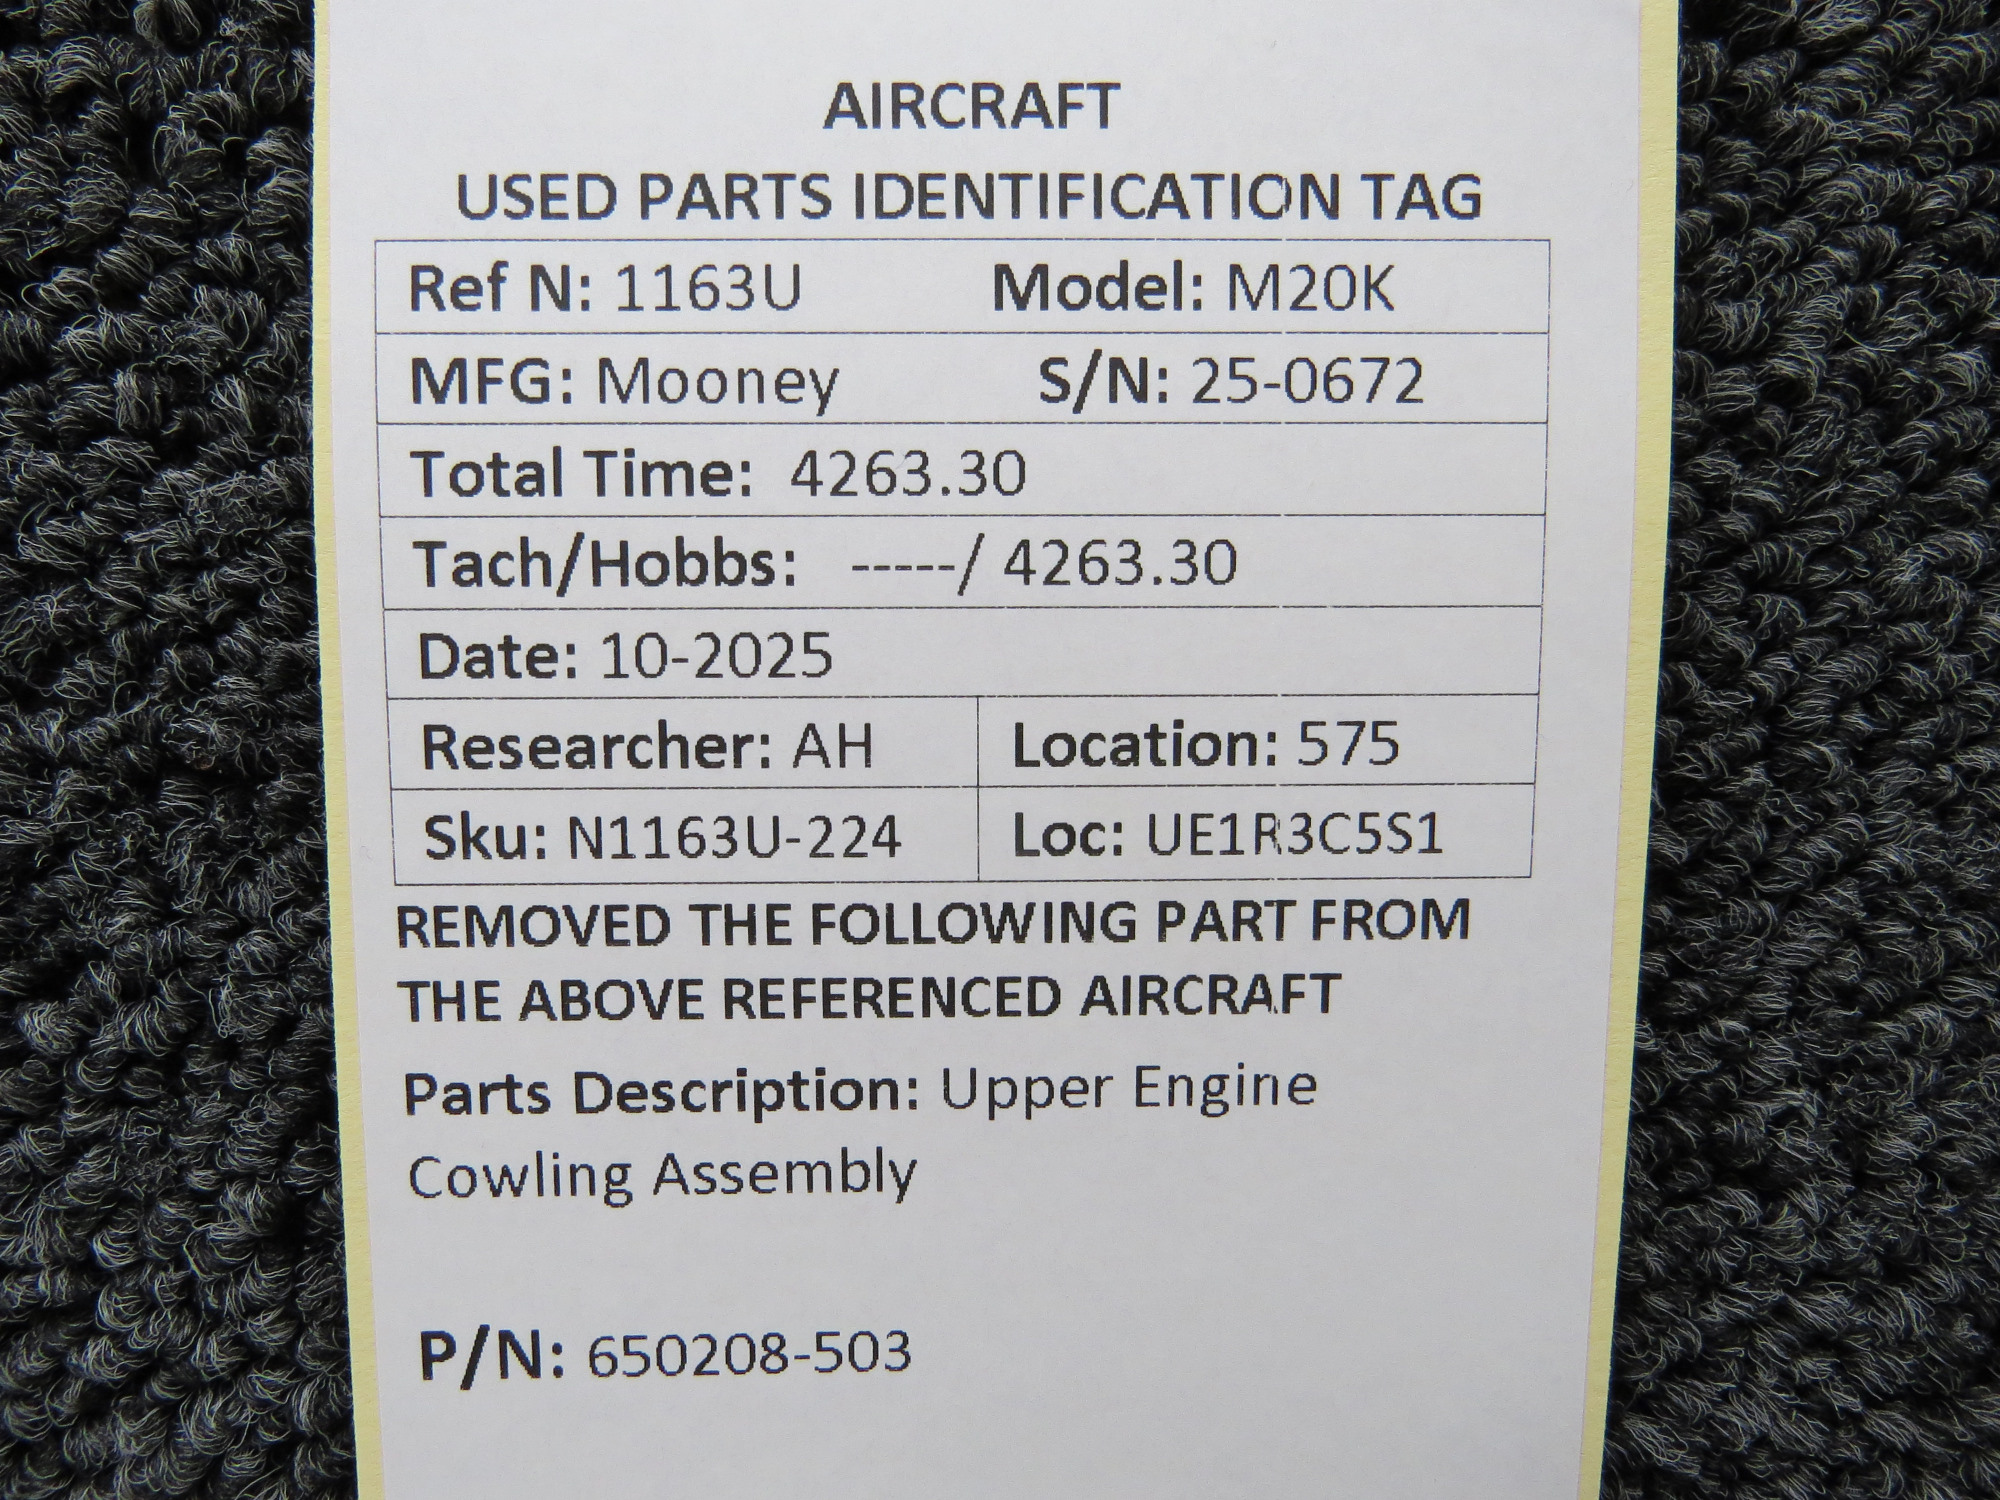 AIRCRAFT
USED PARTS IDENTIFICATION TAG
Ref N: 1163U Model: M20K
MFG: Mooney S/N: 25-0672
Total Time: 4263.30
Tach/Hobbs: -----/ 4263.30
Date: 10-2025
Researcher: AH Location: 575
Sku: N1163U-224 Loc: UE1R3C5S1
REMOVED THE FOLLOWING PART FROM
THE ABOVE REFERENCED AIRCRAFT
Parts Description: Upper Engine
Cowling Assembly
P/N: 650208-503